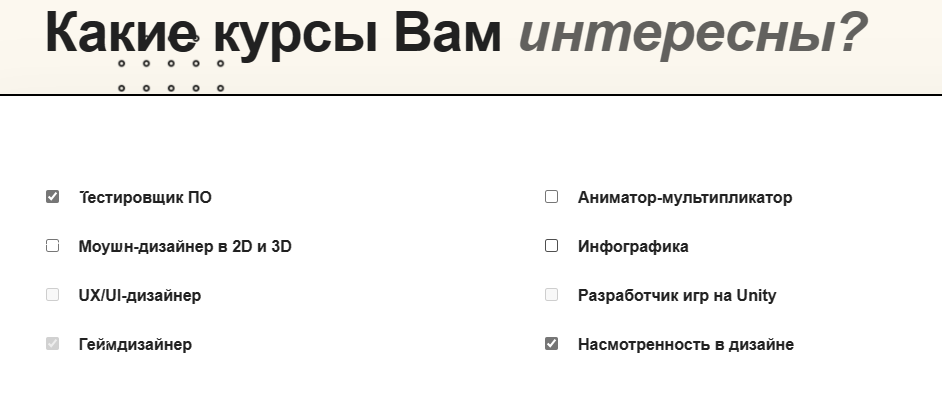 Какие курсы Вам интересны?
Тестировщик ПО
Моушн-дизайнер в 2D и 3D
UX/UI-дизайнер
Геймдизайнер
Аниматор-мультипликатор
Инфографика
Разработчик игр на Unity
Насмотренность в дизайне